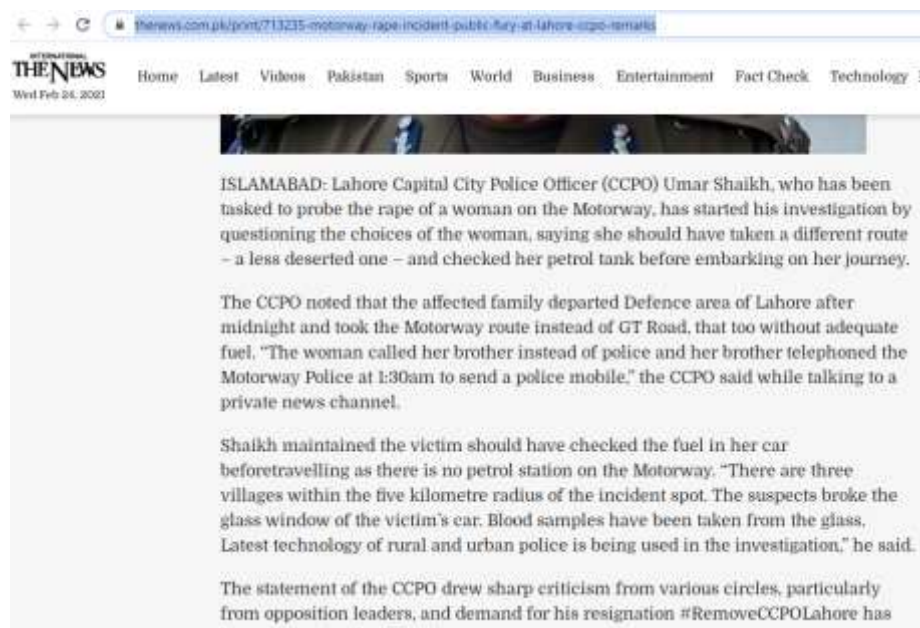 thenews.com.pk/print/713235-motorway-rape-incident-public-fury-at-lahore-ccpo-remarks
INTERNATIONAL
THE NEWS
Wed Feb 24, 2021
Home Latest Videos Pakistan Sports World Business Entertainment Fact Check Technology
ISLAMABAD: Lahore Capital City Police Officer (CCPO) Umar Shaikh, who has been
tasked to probe the rape of a woman on the Motorway, has started his investigation by
questioning the choices of the woman, saying she should have taken a different route
– a less deserted one – and checked her petrol tank before embarking on her journey.
The CCPO noted that the affected family departed Defence area of Lahore after
midnight and took the Motorway route instead of GT Road, that too without adequate
fuel. “The woman called her brother instead of police and her brother telephoned the
Motorway Police at 1:30am to send a police mobile,” the CCPO said while talking to a
private news channel.
Shaikh maintained the victim should have checked the fuel in her car
beforetravelling as there is no petrol station on the Motorway. “There are three
villages within the five kilometre radius of the incident spot. The suspects broke the
glass window of the victim’s car. Blood samples have been taken from the glass.
Latest technology of rural and urban police is being used in the investigation,” he said.
The statement of the CCPO drew sharp criticism from various circles, particularly
from opposition leaders, and demand for his resignation #RemoveCCPOLahore has